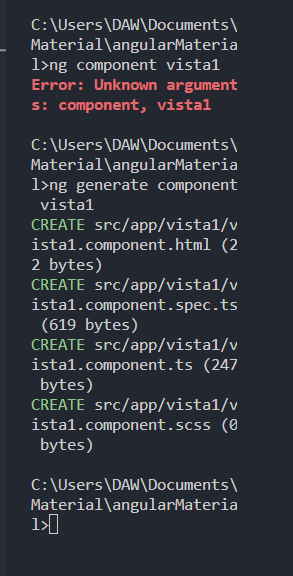 C:\Users\DAW\Documents\
Material\angularMateria
l>ng component vista1
Error: Unknown argument
s: component, vista1
C:\Users\DAW\Documents\
Material\angularMateria
l>ng generate component
 vista1
CREATE src/app/vista1/v
ista1.component.html (2
2 bytes)
CREATE src/app/vista1/v
ista1.component.spec.ts
 (619 bytes)
CREATE src/app/vista1/v
ista1.component.ts (247
 bytes)
CREATE src/app/vista1/v
ista1.component.scss (0
 bytes)
C:\Users\DAW\Documents\
Material\angularMateria
l>